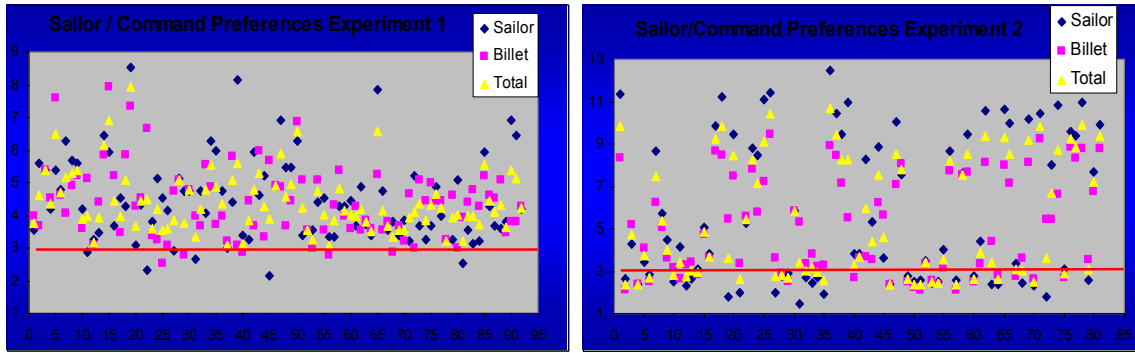 Sailor / Command Preferences Experiment 1
Sailor
Billet
Total
9
8
7
6
5
4
3
2
1
0 5 10 15 20 25 30 35 40 45 50 55 60 65 70 75 80 85 90 95
Sailor/Command Preferences Experiment 2
Sailor
Billet
Total
13
11
9
7
5
3
1
0 5 10 15 20 25 30 35 40 45 50 55 60 65 70 75 80 85